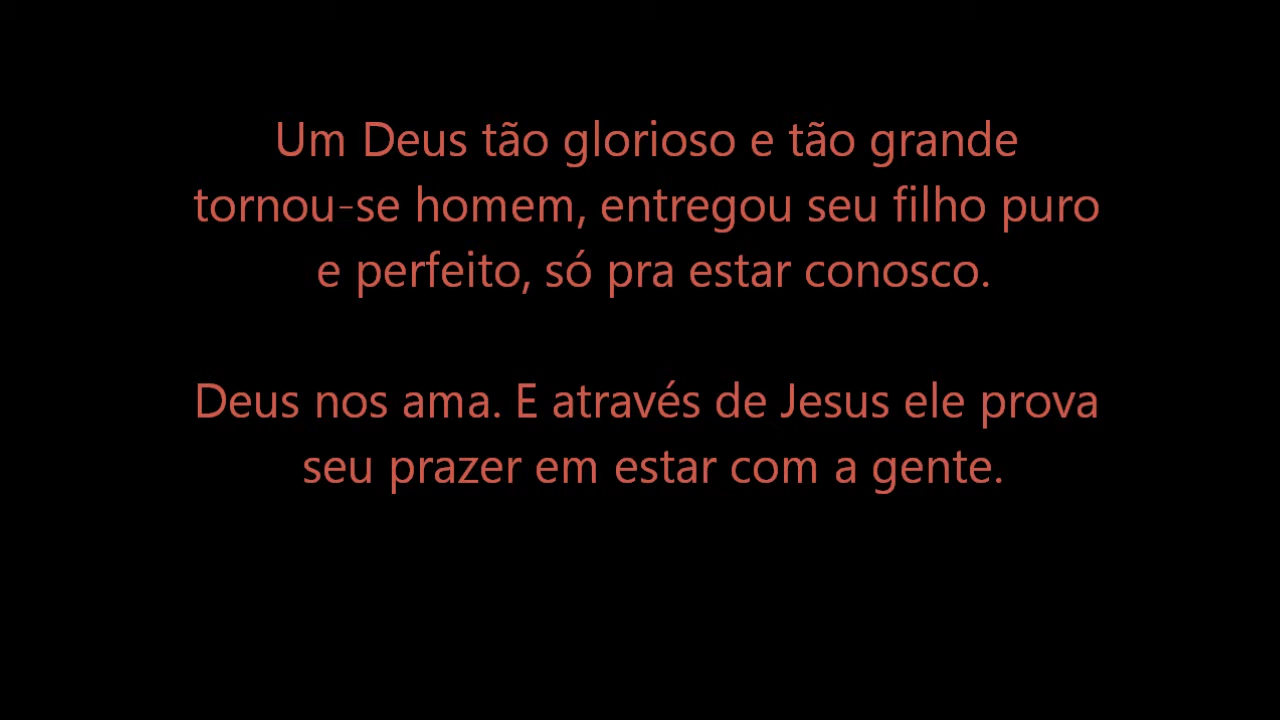 Um Deus tão glorioso e tão grande
tornou-se homem, entregou seu filho puro
e perfeito, só pra estar conosco.
Deus nos ama. E através de Jesus ele prova
seu prazer em estar com a gente.